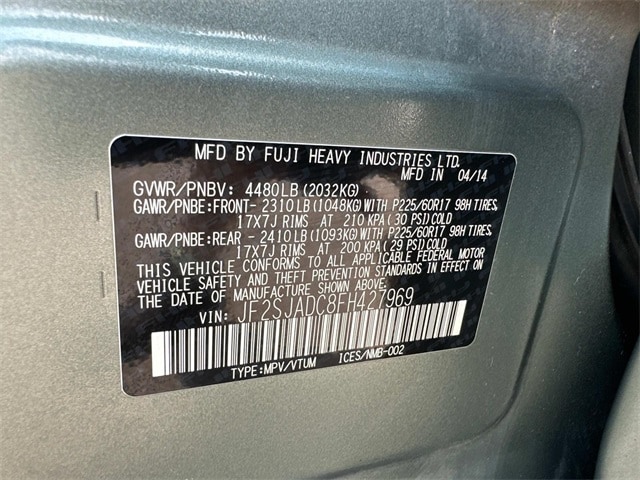 MFD BY FUJI HEAVY INDUSTRIES LTD.
MFD IN 04/14
GVWR/PNBV: 4480LB (2032KG)
GAWR/PNBE:FRONT- 2310 LB (1048KG) WITH P225/60R17 98H TIRES,
17X7J RIMS AT 210 KPA (30 PSI) COLD
GAWR/PNBE:REAR - 2410 LB (1093KG) WITH P225/60R17 98H TIRES,
17X7J RIMS AT 200 KPA (29 PSI) COLD
THIS VEHICLE CONFORMS TO ALL APPLICABLE FEDERAL MOTOR
VEHICLE SAFETY AND THEFT PREVENTION STANDARDS IN EFFECT
ON THE DATE OF MANUFACTURE SHOWN ABOVE.
VIN: JF2SJADC8FH427969
TYPE:MPV/VTUM ICES/NMB-002